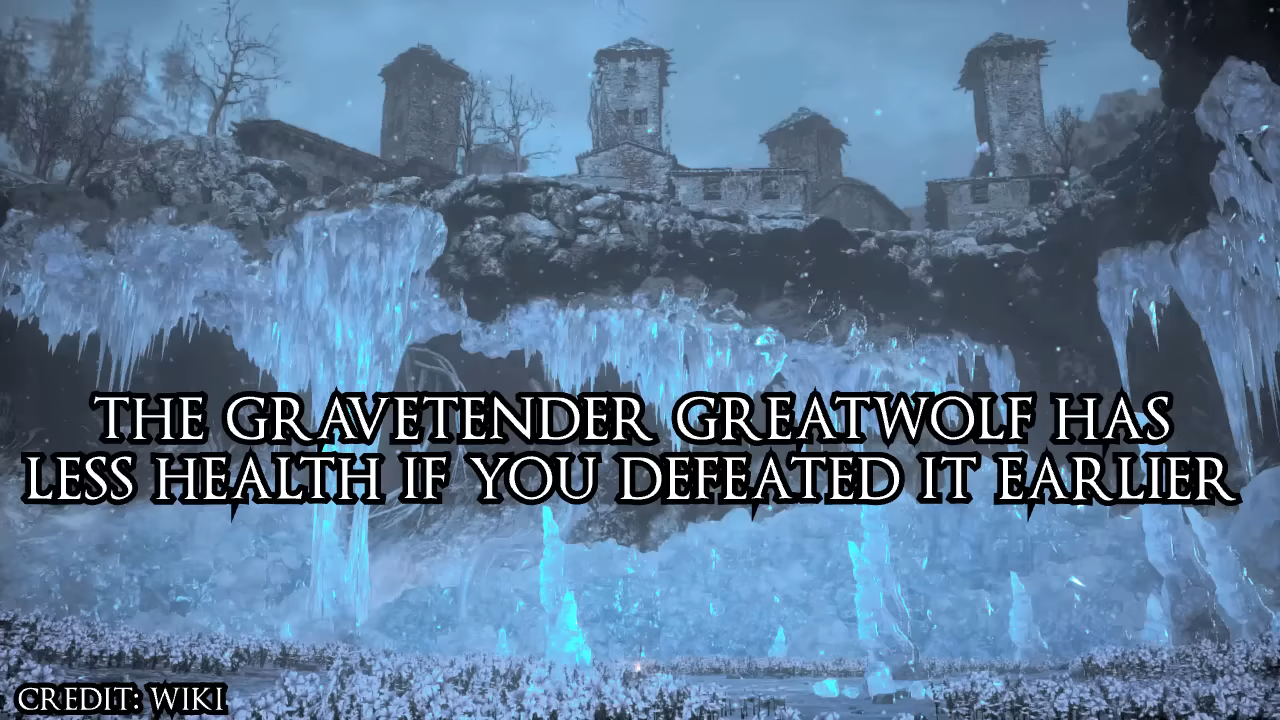 THE GRAVETENDER GREATWOLF HAS
LESS HEALTH IF YOU DEFEATED IT EARLIER
CREDIT: WIKI